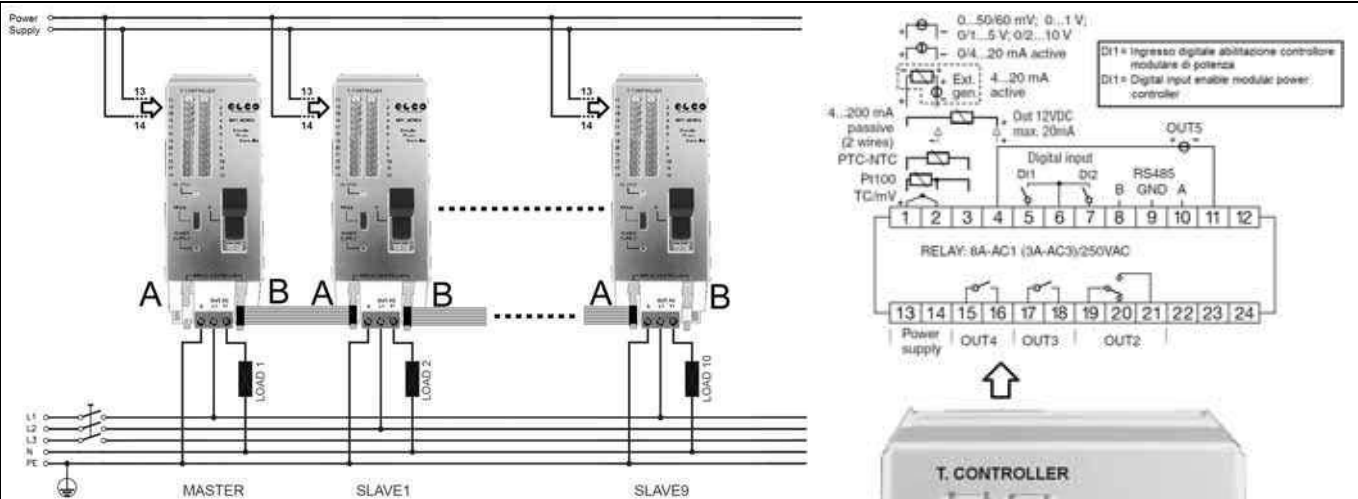 Power
Supply
13
14
T. CONTROLLER
ELCO
A
B
LOAD 1
MASTER
13
14
T. CONTROLLER
ELCO
A
B
LOAD 2
SLAVE1
13
14
ELCO
A
B
LOAD 10
SLAVE9
L1
L2
L3
N
PE
0...50/60 mV; 0...1 V;
0/1...5 V; 0/2...10 V
0/4...20 mA active
Ext. gen.
4...20 mA
active
4...200 mA
passive
(2 wires)
Out 12VDC
max. 20mA
PTC-NTC
Pt100
TC/mV
DI1 = Ingresso digitale abilitazione controllore
modulare di potenza
DI1 = Digital input enable modular power
controller
OUT5
Digital input
DI1
DI2
RS485
B GND A
1 2 3 4 5 6 7 8 9 10 11 12
RELAY: 8A-AC1 (3A-AC3)/250VAC
13 14 15 16 17 18 19 20 21 22 23 24
Power
supply
OUT4
OUT3
OUT2
T. CONTROLLER